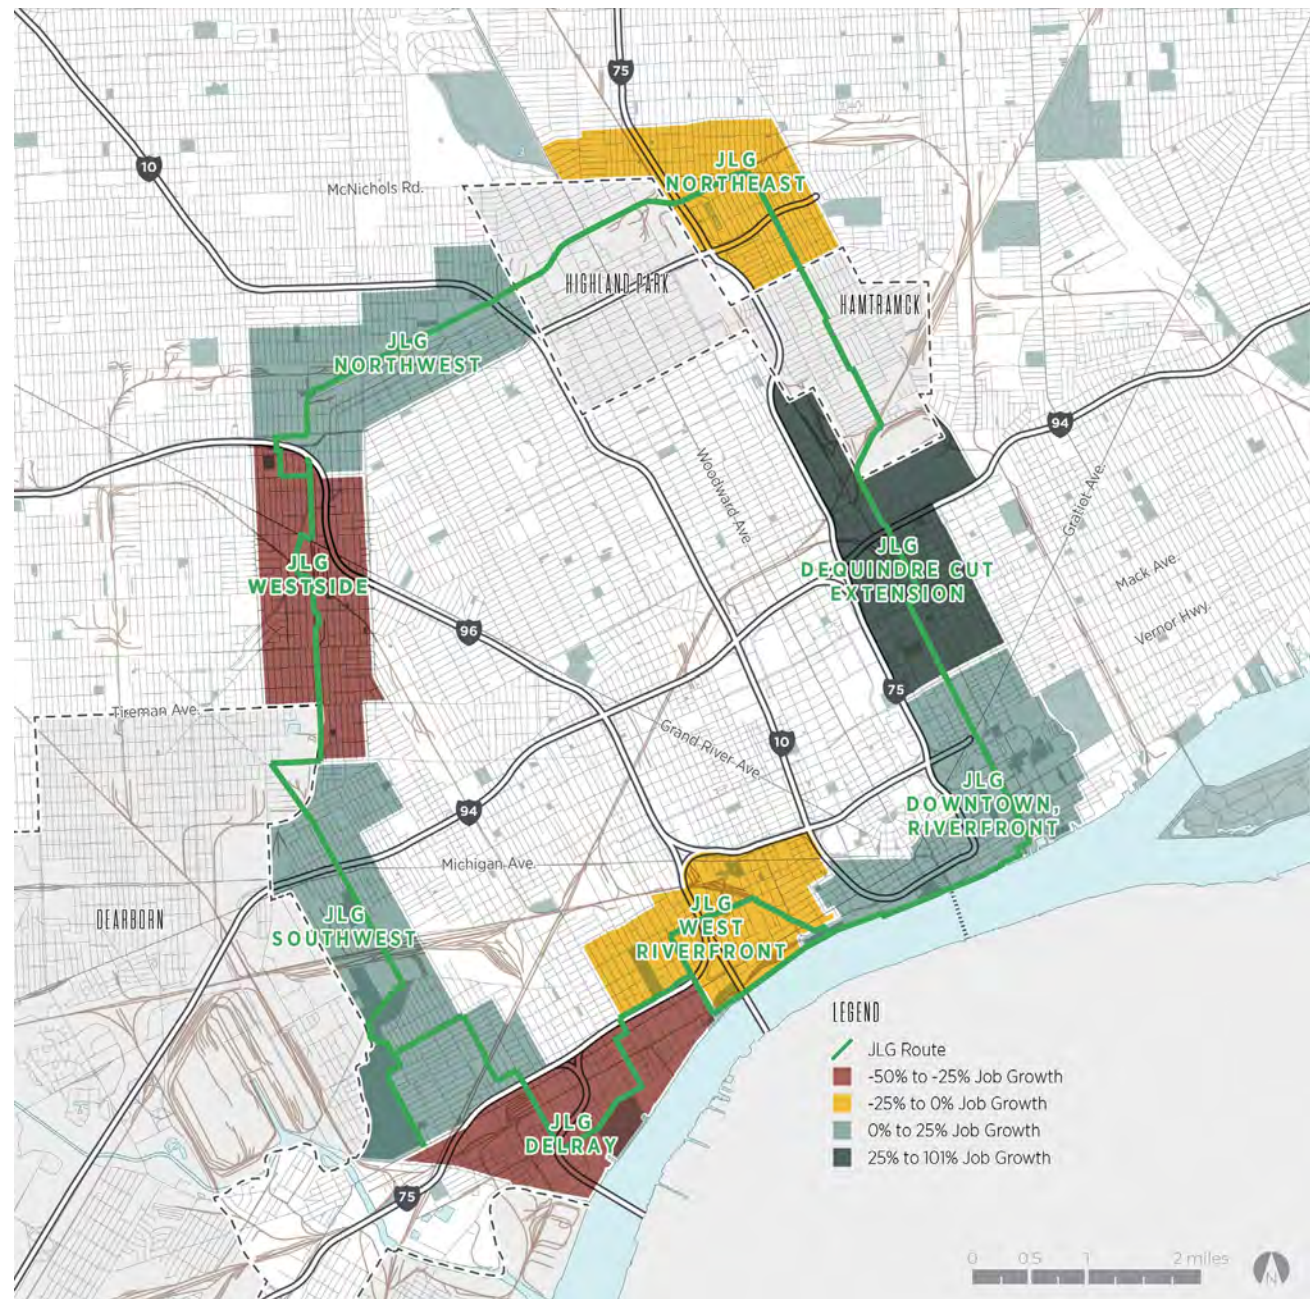 75
10
JLG
NORTHEAST
McNichols Rd.
HIGHLAND PARK
HAMTRAMCK
JLG
NORTHWEST
94
Woodward Ave.
Gratiot Ave.
JLG
WESTSIDE
JLG
DEQUINDRE CUT
EXTENSION
Mack Ave.
Vernor Hwy.
96
75
Tireman Ave.
Grand River Ave.
10
JLG
DOWNTOWN,
RIVERFRONT
94
Michigan Ave.
DEARBORN
JLG
SOUTHWEST
JLG
WEST
RIVERFRONT
LEGEND
JLG Route
-50% to -25% Job Growth
-25% to 0% Job Growth
0% to 25% Job Growth
25% to 101% Job Growth
JLG
DELRAY
75
0 0.5 1 2 miles
N